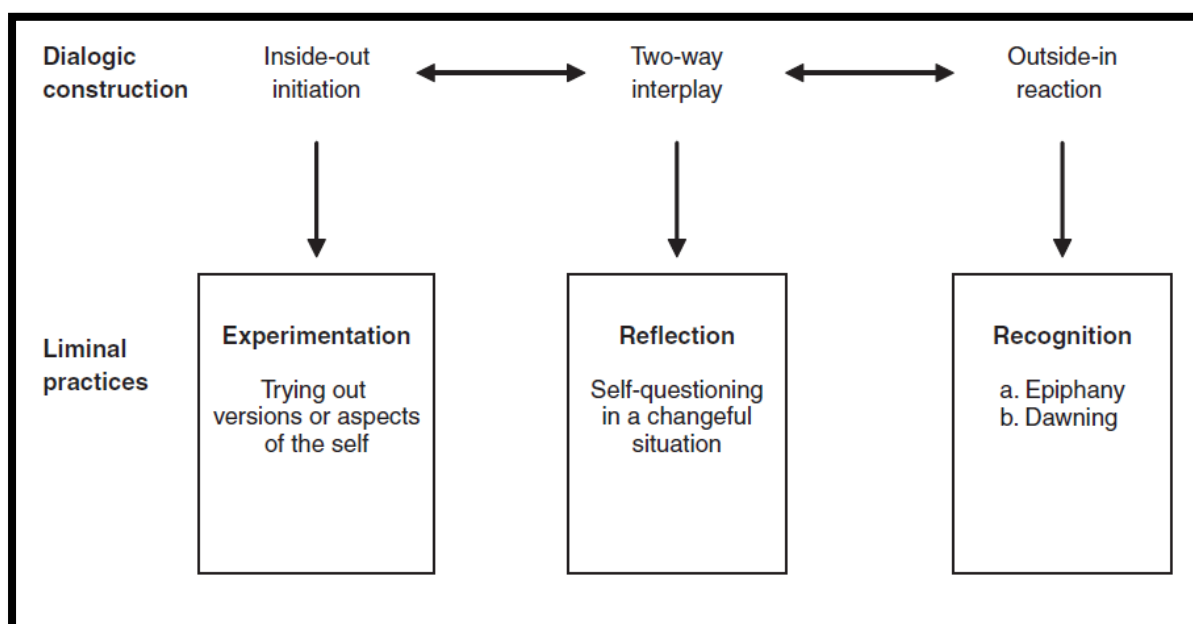 Dialogic
construction
Inside-out
initiation
Two-way
interplay
Outside-in
reaction
Liminal
practices
Experimentation
Trying out
versions or aspects
of the self
Reflection
Self-questioning
in a changeful
situation
Recognition
a. Epiphany
b. Dawning